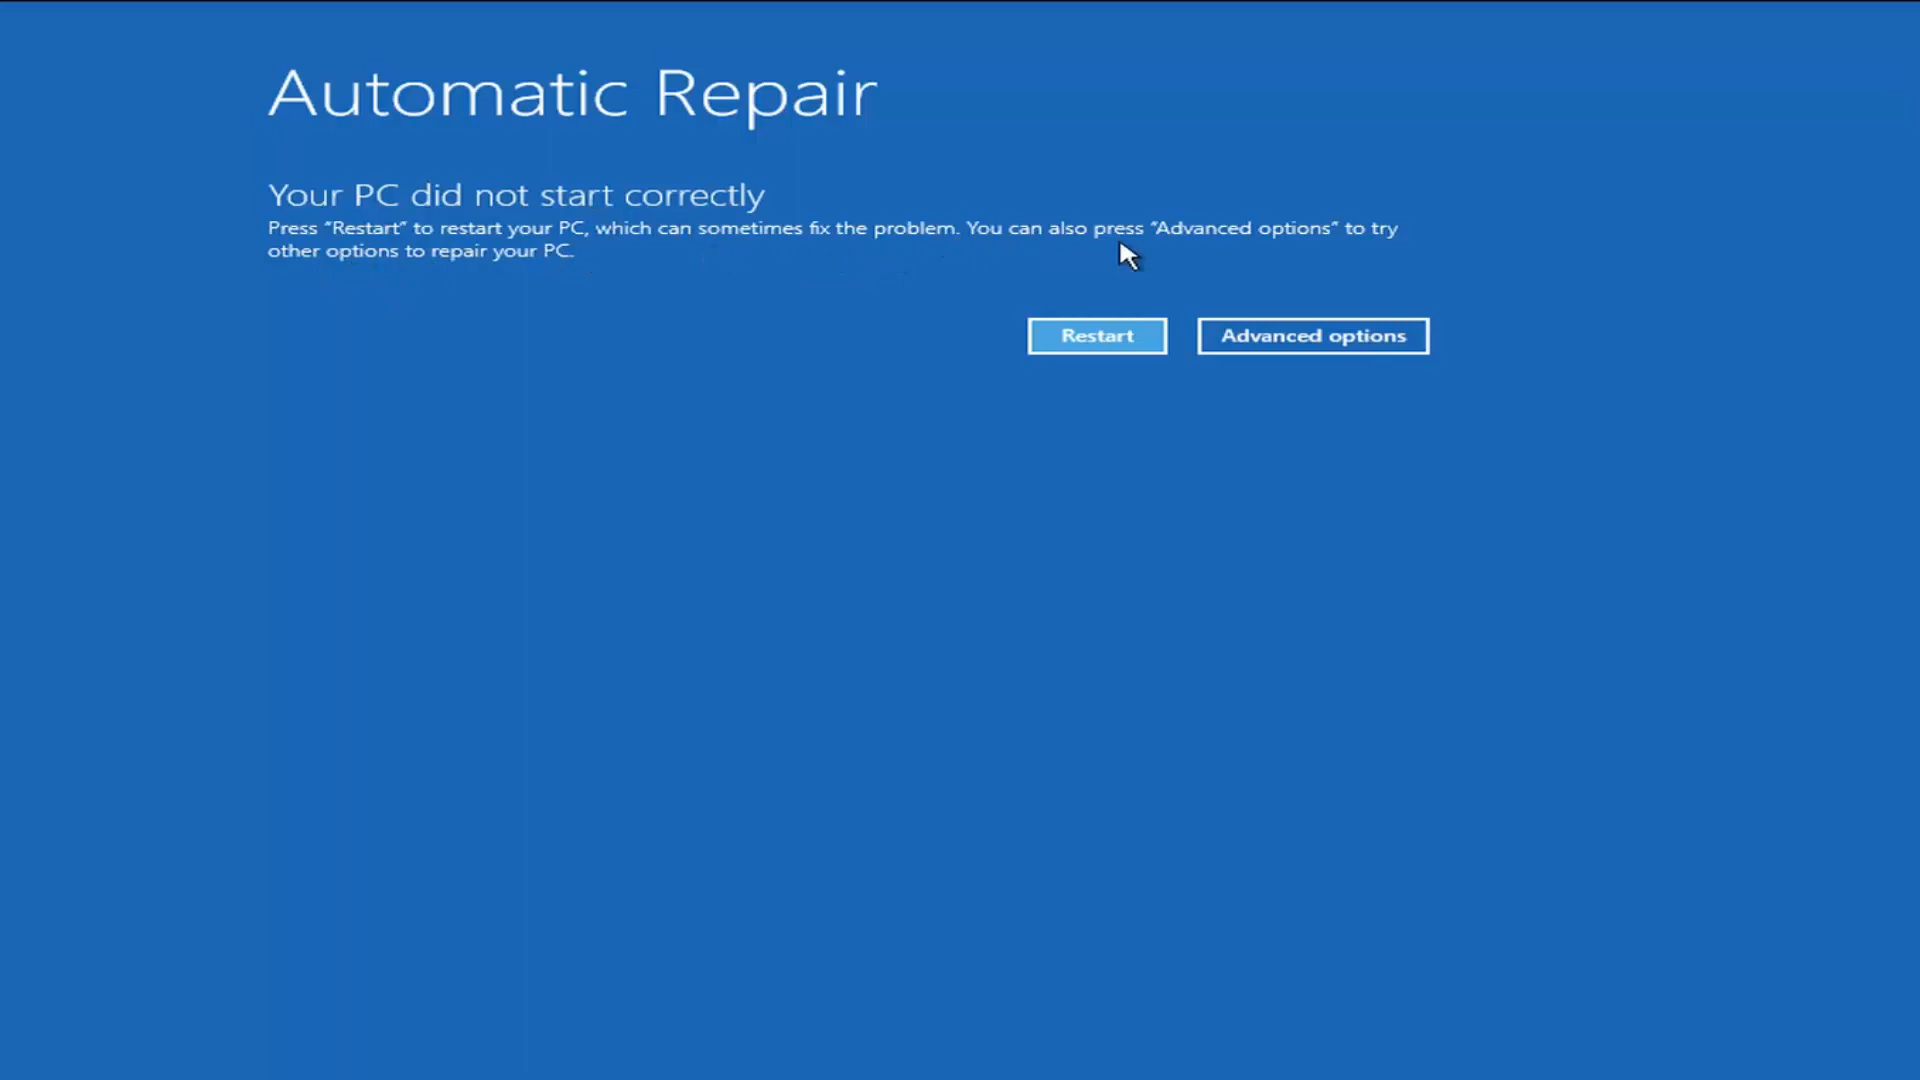 Automatic Repair
Your PC did not start correctly
Press “Restart” to restart your PC, which can sometimes fix the problem. You can also press “Advanced options” to try
other options to repair your PC.
Restart
Advanced options